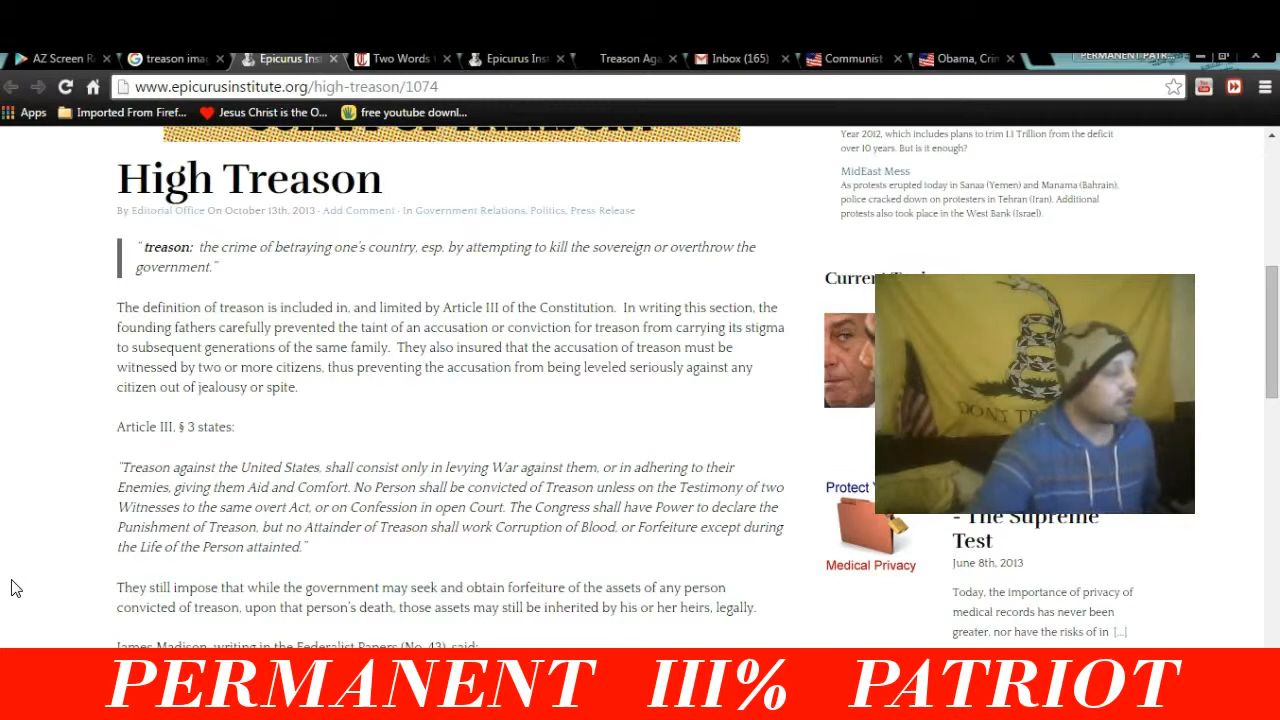 AZ Screen R
treason ima
Epicurus Inst
Two Words
Epicurus Inst
Treason Aga
Inbox (165)
Communist
Obama, Crim
PERMANENT PATR...
www.epicurusinstitute.org/high-treason/1074
Apps
Imported From Firef...
Jesus Christ is the O...
free youtube downl...
High Treason
By Editorial Office On October 13th, 2013 · Add Comment · In Government Relations, Politics, Press Release
“ treason: the crime of betraying one’s country, esp. by attempting to kill the sovereign or overthrow the
government.”
The definition of treason is included in, and limited by Article III of the Constitution. In writing this section, the
founding fathers carefully prevented the taint of an accusation or conviction for treason from carrying its stigma
to subsequent generations of the same family. They also insured that the accusation of treason must be
witnessed by two or more citizens, thus preventing the accusation from being leveled seriously against any
citizen out of jealousy or spite.
Article III, § 3 states:
“Treason against the United States, shall consist only in levying War against them, or in adhering to their
Enemies, giving them Aid and Comfort. No Person shall be convicted of Treason unless on the Testimony of two
Witnesses to the same overt Act, or on Confession in open Court. The Congress shall have Power to declare the
Punishment of Treason, but no Attainder of Treason shall work Corruption of Blood, or Forfeiture except during
the Life of the Person attainted.”
They still impose that while the government may seek and obtain forfeiture of the assets of any person
convicted of treason, upon that person’s death, those assets may still be inherited by his or her heirs, legally.
James Madison, writing in the Federalist Papers (No. 43), said:
Year 2012, which includes plans to trim 1.1 Trillion from the deficit
over 10 years. But is it enough?
MidEast Mess
As protests erupted today in Sanaa (Yemen) and Manama (Bahrain),
police cracked down on protesters in Tehran (Iran). Additional
protests also took place in the West Bank (Israel).
Current
DON'T TR
Protect
Medical Privacy
- The Supreme
Test
June 8th, 2013
Today, the importance of privacy of
medical records has never been
greater, nor have the risks of in [...]
PERMANENT III% PATRIOT